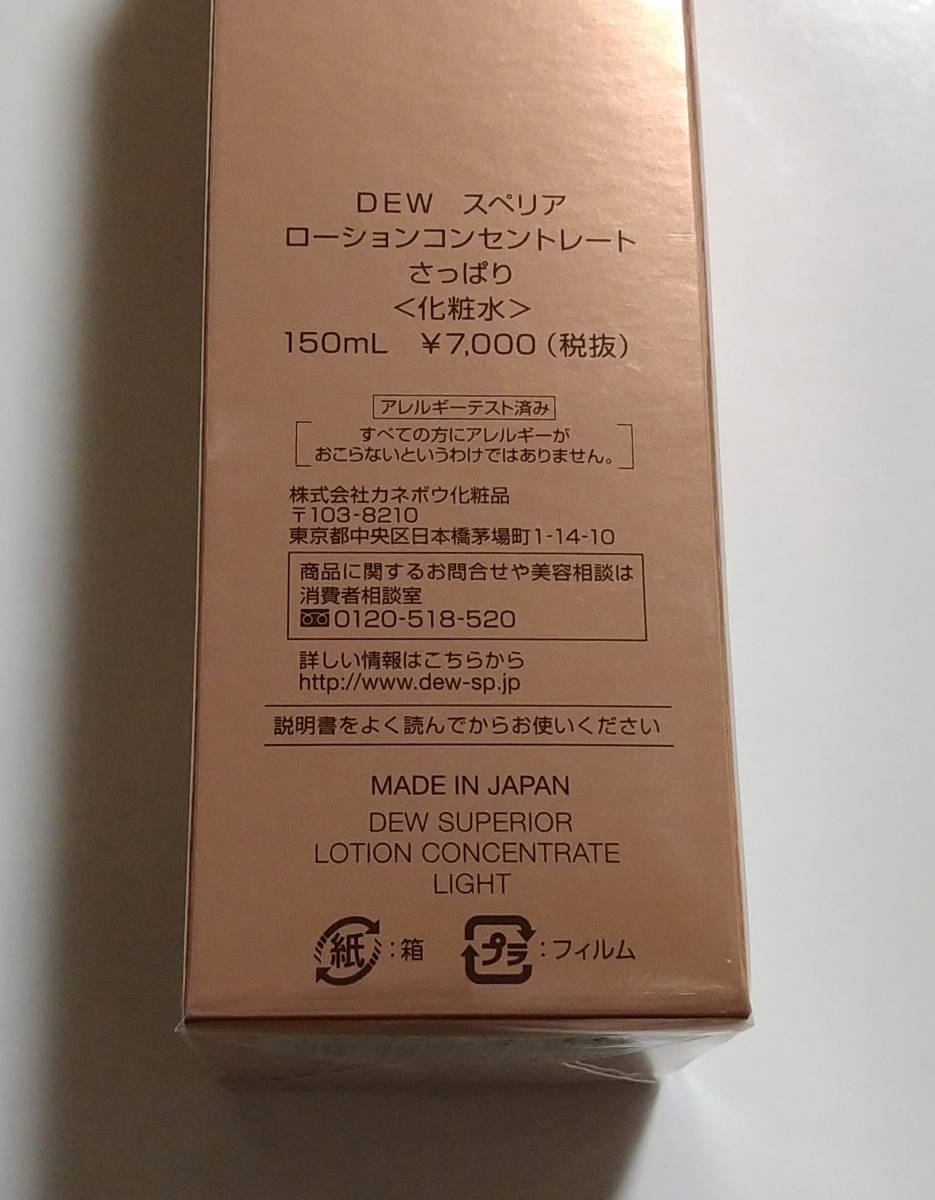 DEW スペリア
ローションコンセントレート
さっぱり
<化粧水>
150mL ¥7,000(税抜)
アレルギーテスト済み
すべての方にアレルギーが
おこらないというわけではありません。
株式会社カネボウ化粧品
〒103-8210
東京都中央区日本橋茅場町1-14-10
商品に関するお問合せや美容相談は
消費者相談室
0120-518-520
詳しい情報はこちらから
http://www.dew-sp.jp
説明書をよく読んでからお使いください
MADE IN JAPAN
DEW SUPERIOR
LOTION CONCENTRATE
LIGHT
紙:箱 プラ:フィルム